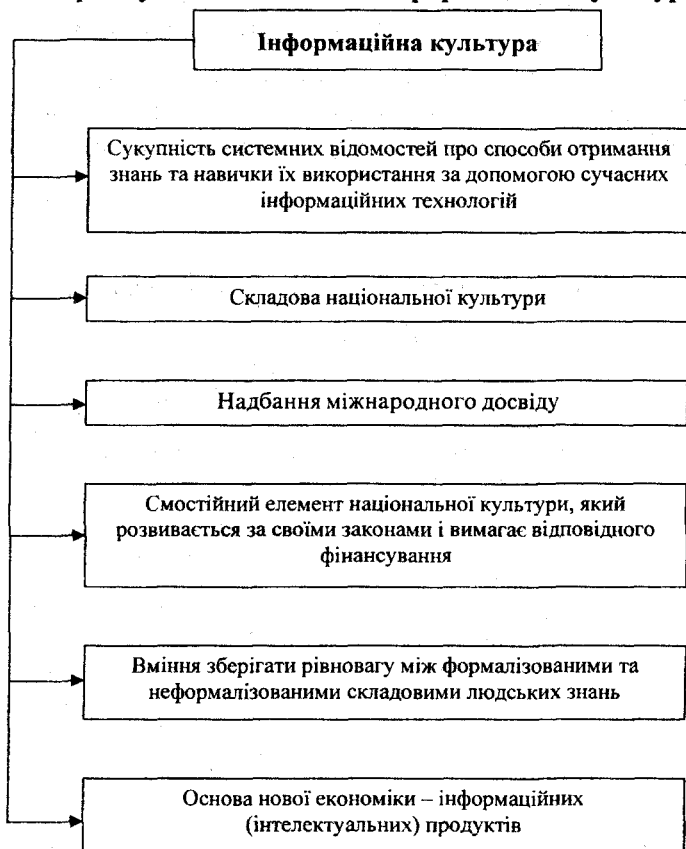 Інформаційна культура
Сукупність системних відомостей про способи отримання
знань та навички їх використання за допомогою сучасних
інформаційних технологій
Складова національної культури
Надбання міжнародного досвіду
Смостійний елемент національної культури, який
розвивається за своїми законами і вимагає відповідного
фінансування
Вміння зберігати рівновагу між формалізованими та
неформалізованими складовими людських знань
Основа нової економіки – інформаційних
(інтелектуальних) продуктів